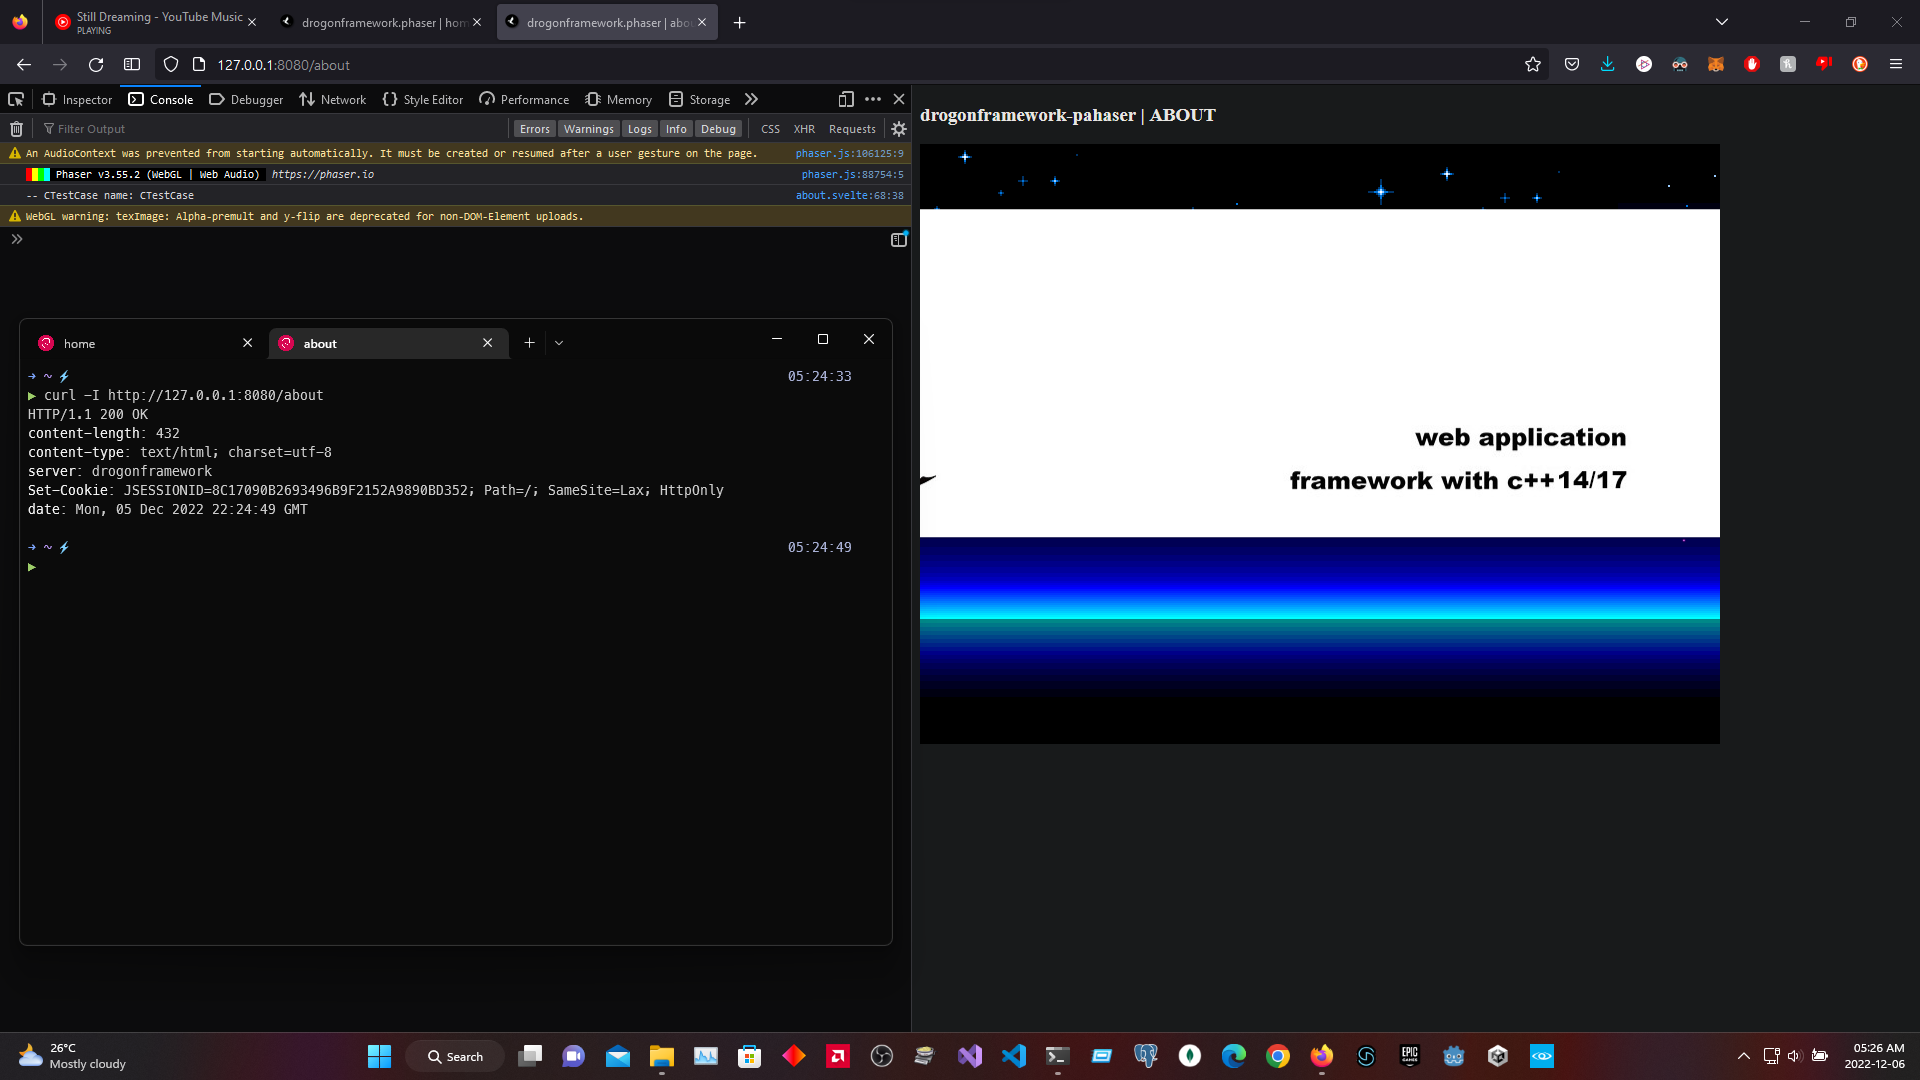 Still Dreaming - YouTube Music
PLAYING
drogonframework.phaser | hom
drogonframework.phaser | abou
127.0.0.1:8080/about
Inspector
Console
Debugger
Network
Style Editor
Performance
Memory
Storage
Filter Output
Errors
Warnings
Logs
Info
Debug
CSS
XHR
Requests
An AudioContext was prevented from starting automatically. It must be created or resumed after a user gesture on the page. phaser.js:106125:9
Phaser v3.55.2 (WebGL | Web Audio) https://phaser.io phaser.js:88754:5
-- CTestCase name: CTestCase about.svelte:68:38
WebGL warning: texImage: Alpha-premult and y-flip are deprecated for non-DOM-Element uploads.
drogonframework-pahaser | ABOUT
web application
framework with c++14/17
home
about
→ ~ ⚡ 05:24:33
▶ curl -I http://127.0.0.1:8080/about
HTTP/1.1 200 OK
content-length: 432
content-type: text/html; charset=utf-8
server: drogonframework
Set-Cookie: JSESSIONID=8C17090B2693496B9F2152A9890BD352; Path=/; SameSite=Lax; HttpOnly
date: Mon, 05 Dec 2022 22:24:49 GMT
→ ~ ⚡ 05:24:49
▶
26°C
Mostly cloudy
Search
EPIC
GAMES
05:26 AM
2022-12-06